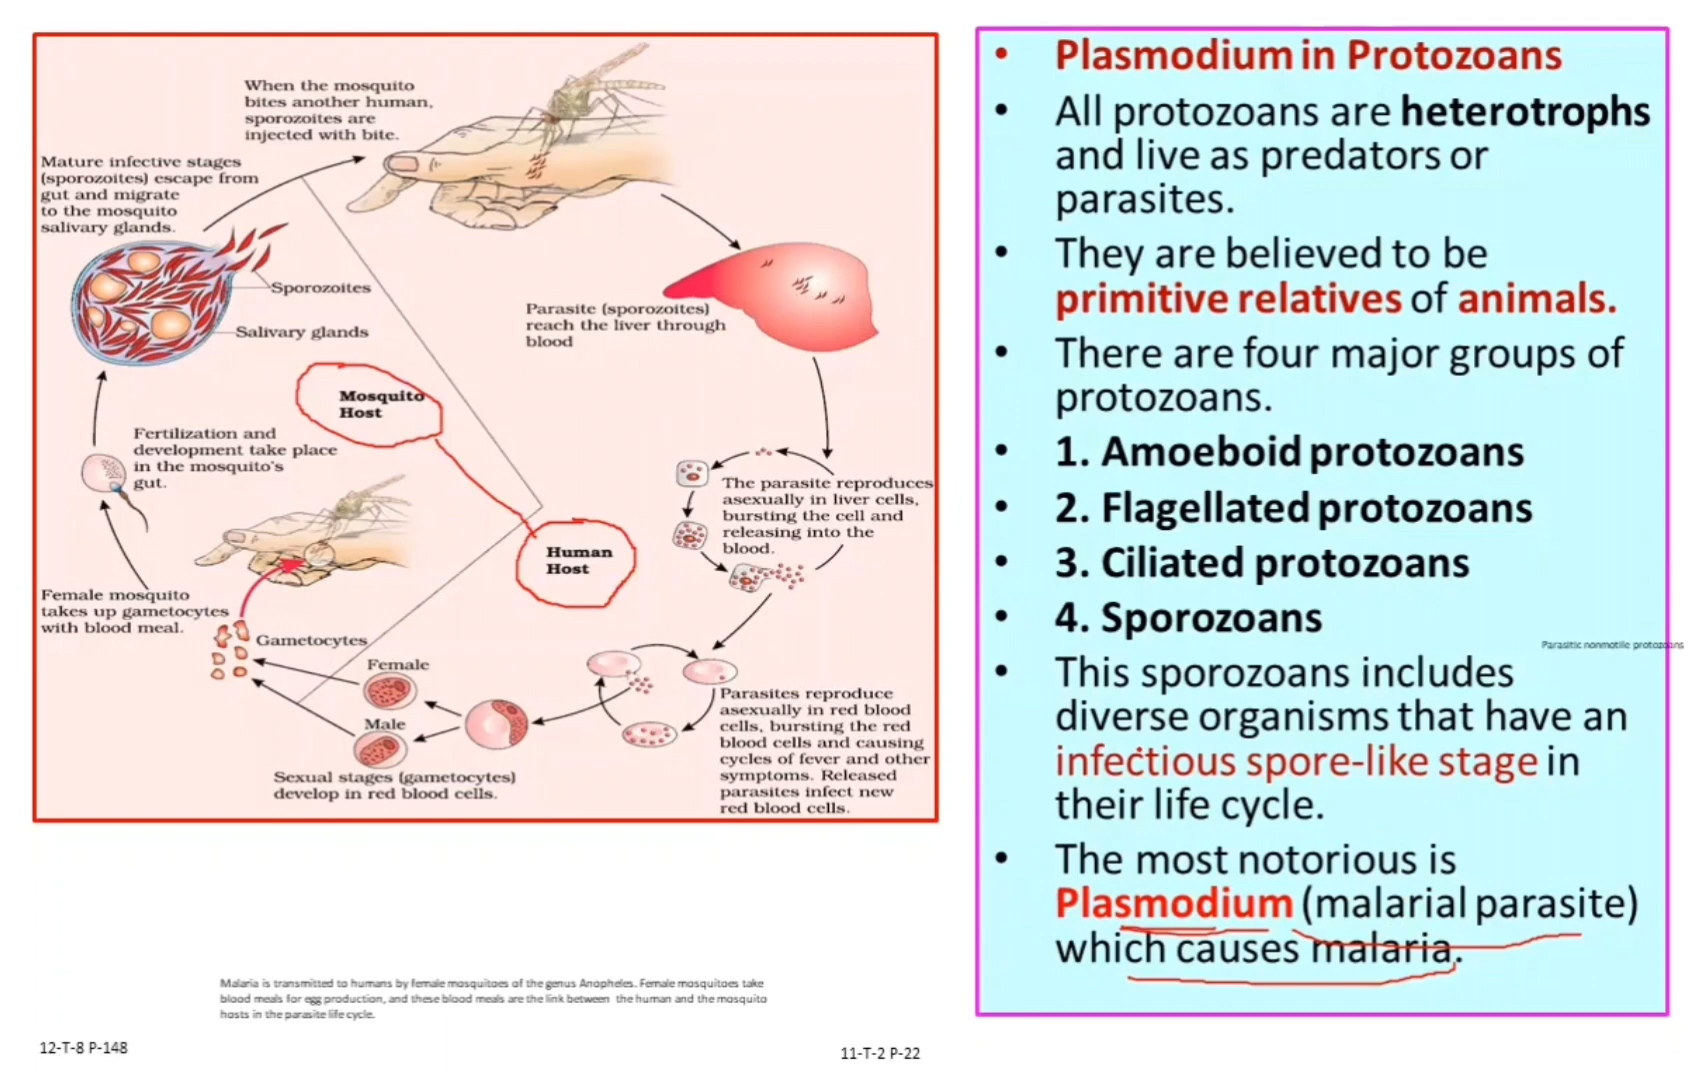 When the mosquito
bites another human,
sporozoites are
injected with bite.
Mature infective stages
(sporozoites) escape from
gut and migrate
to the mosquito
salivary glands.
Sporozoites
Salivary glands
Parasite (sporozoites)
reach the liver through
blood
Mosquito
Host
Fertilization and
development take place
in the mosquito's
gut.
The parasite reproduces
asexually in liver cells,
bursting the cell and
releasing into the
blood.
Human
Host
Female mosquito
takes up gametocytes
with blood meal.
Gametocytes
Female
Male
Sexual stages (gametocytes)
develop in red blood cells.
Parasites reproduce
asexually in red blood
cells, bursting the red
blood cells and causing
cycles of fever and other
symptoms. Released
parasites infect new
red blood cells.
Malaria is transmitted to humans by female mosquitoes of the genus Anopheles. Female mosquitoes take
blood meals for egg production, and these blood meals are the link between the human and the mosquito
hosts in the parasite life cycle.
12-T-8 P-148
11-T-2 P-22
• Plasmodium in Protozoans
• All protozoans are heterotrophs
and live as predators or
parasites.
• They are believed to be
primitive relatives of animals.
• There are four major groups of
protozoans.
• 1. Amoeboid protozoans
• 2. Flagellated protozoans
• 3. Ciliated protozoans
• 4. Sporozoans
Parasitic nonmotile protozoans
• This sporozoans includes
diverse organisms that have an
infectious spore-like stage in
their life cycle.
• The most notorious is
Plasmodium (malarial parasite)
which causes malaria.